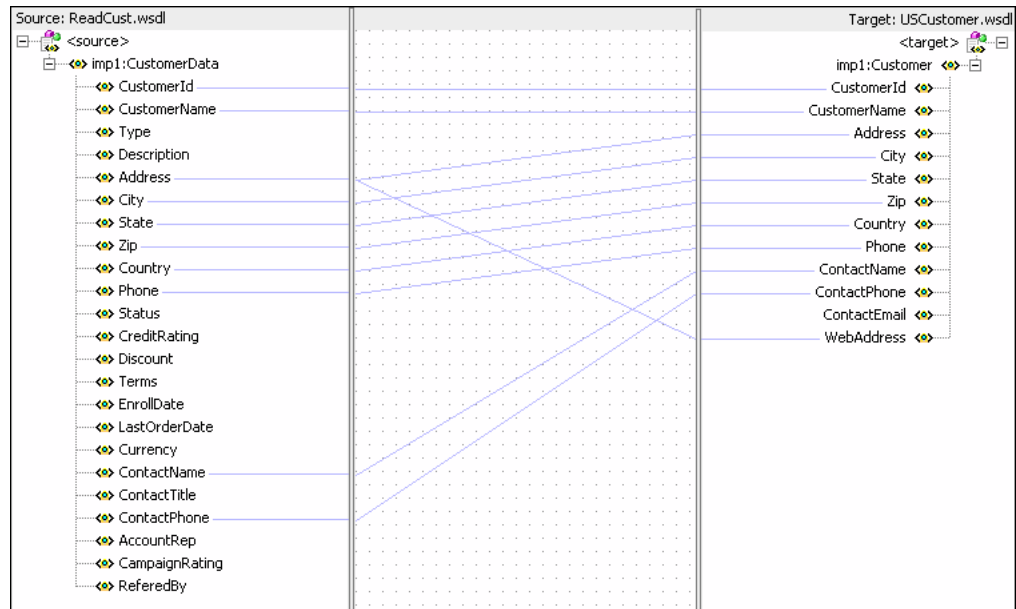 Source: ReadCust.wsdl
<source>
imp1:CustomerData
CustomerId
CustomerName
Type
Description
Address
City
State
Zip
Country
Phone
Status
CreditRating
Discount
Terms
EnrollDate
LastOrderDate
Currency
ContactName
ContactTitle
ContactPhone
AccountRep
CampaignRating
ReferedBy
Target: USCustomer.wsdl
<target>
imp1:Customer
CustomerId
CustomerName
Address
City
State
Zip
Country
Phone
ContactName
ContactPhone
ContactEmail
WebAddress